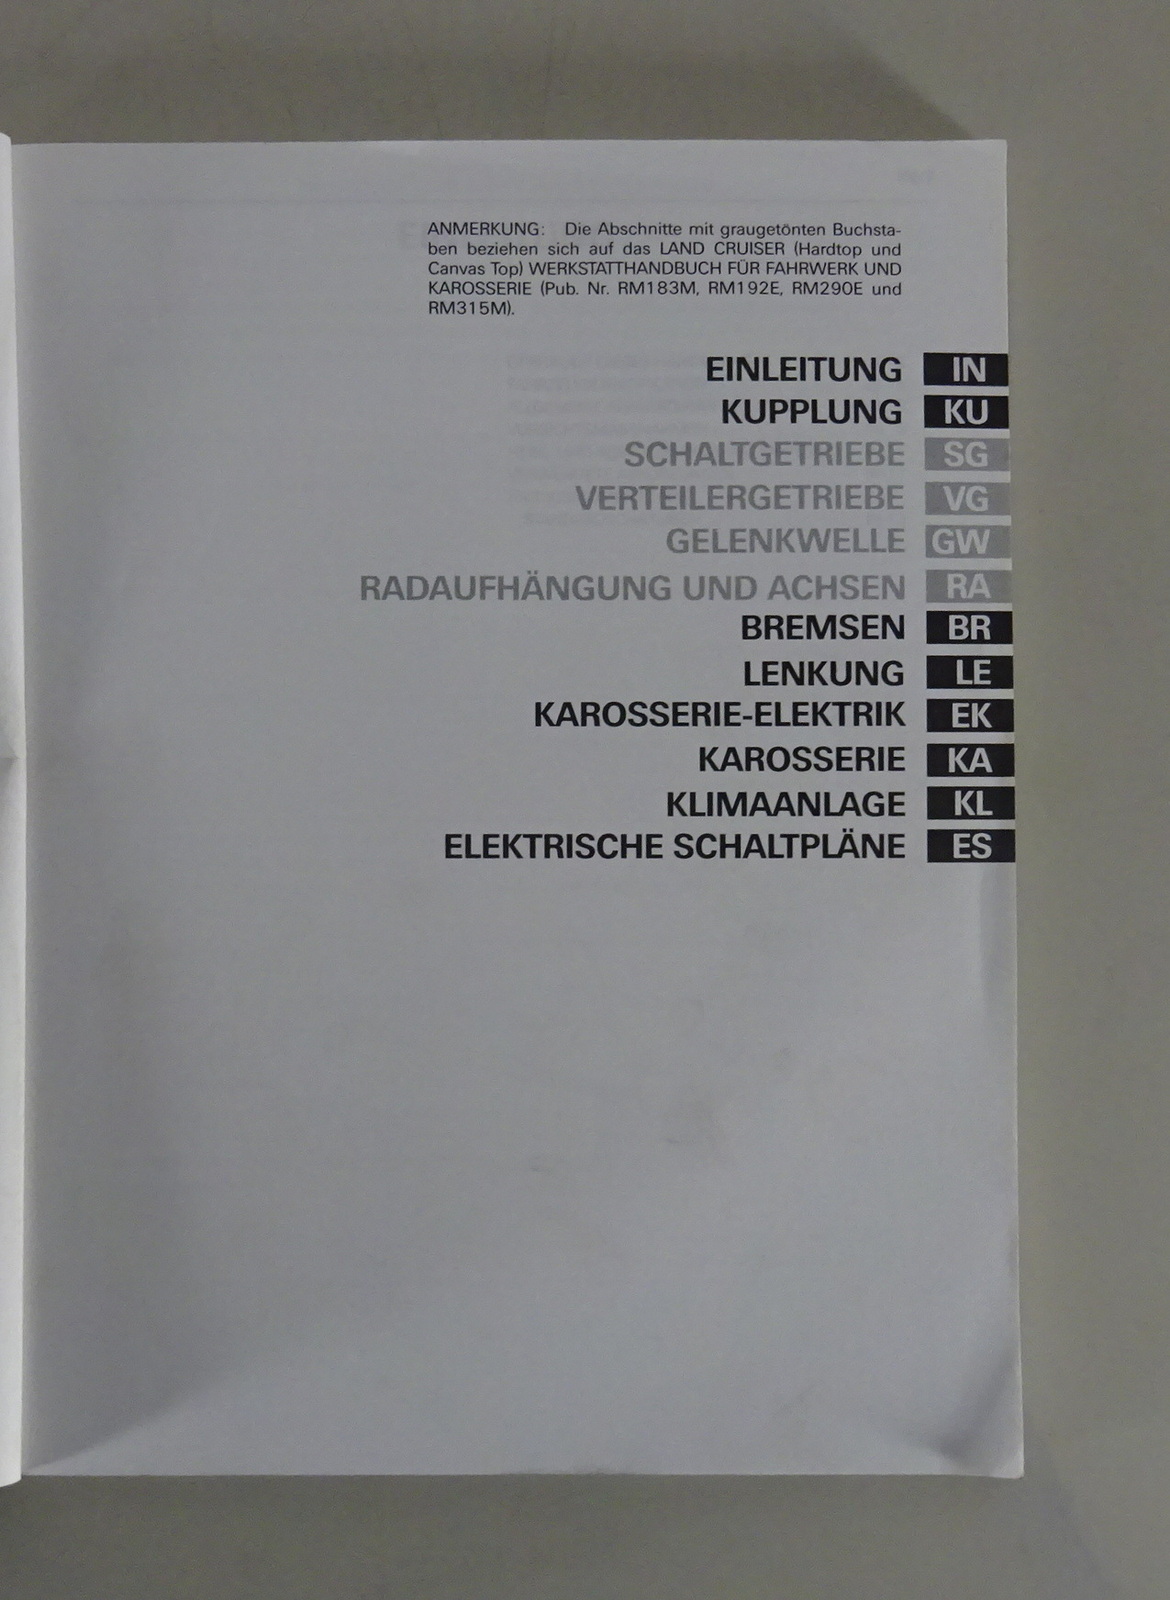 ANMERKUNG: Die Abschnitte mit graugetönten Buchsta-
ben beziehen sich auf das LAND CRUISER (Hardtop und
Canvas Top) WERKSTATTHANDBUCH FÜR FAHRWERK UND
KAROSSERIE (Pub. Nr. RM183M, RM192E, RM290E und
RM315M).
EINLEITUNG IN
KUPPLUNG KU
SCHALTGETRIEBE SG
VERTEILERGETRIEBE VG
GELENKWELLE GW
RADAUFHÄNGUNG UND ACHSEN RA
BREMSEN BR
LENKUNG LE
KAROSSERIE-ELEKTRIK EK
KAROSSERIE KA
KLIMAANLAGE KL
ELEKTRISCHE SCHALTPLÄNE ES